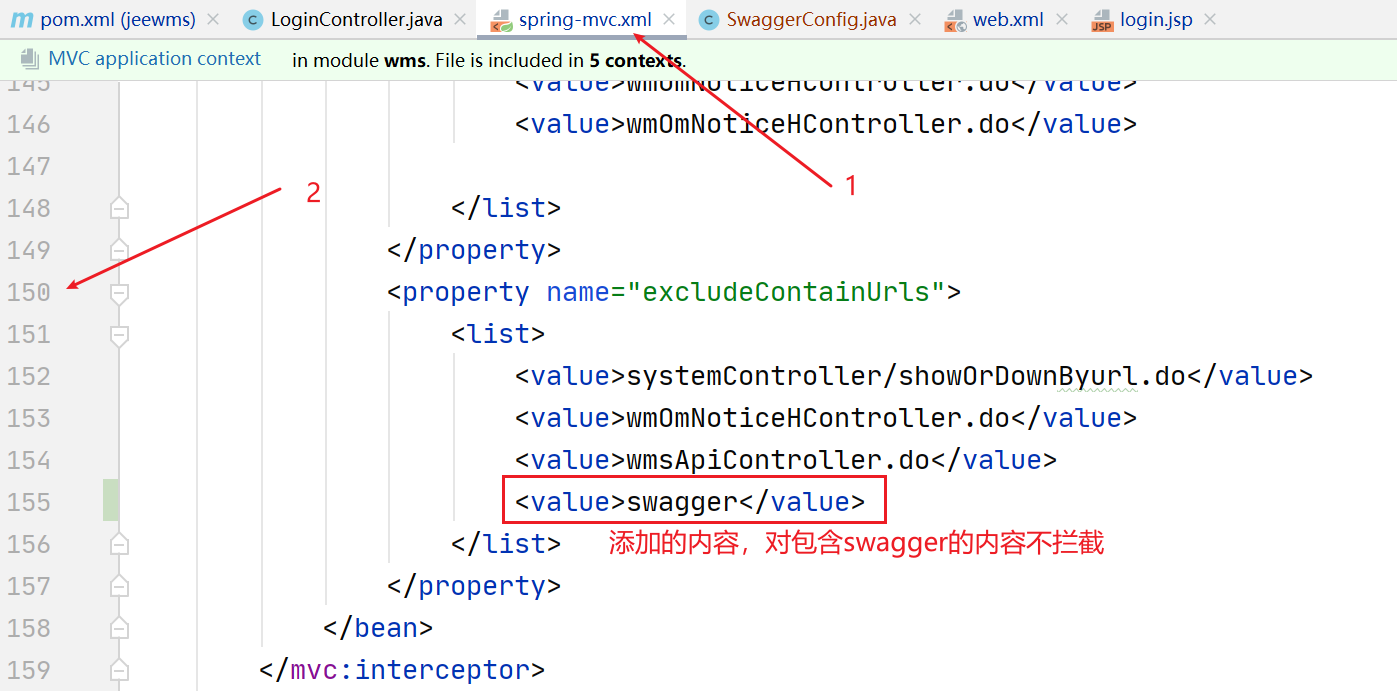 pom.xml (jeewms) LoginController.java spring-mvc.xml SwaggerConfig.java web.xml login.jsp
MVC application context in module wms. File is included in 5 contexts.
145 <value>wmOmNoticeHController.do</value>
146 <value>wmOmNoticeHController.do</value>
147
2
1
148 </list>
149 </property>
150 <property name="excludeContainUrls">
151 <list>
152 <value>systemController/showOrDownByurl.do</value>
153 <value>wmOmNoticeHController.do</value>
154 <value>wmsApiController.do</value>
155 <value>swagger</value>
156 </list> 添加的内容，对包含swagger的内容不拦截
157 </property>
158 </bean>
159 </mvc:interceptor>